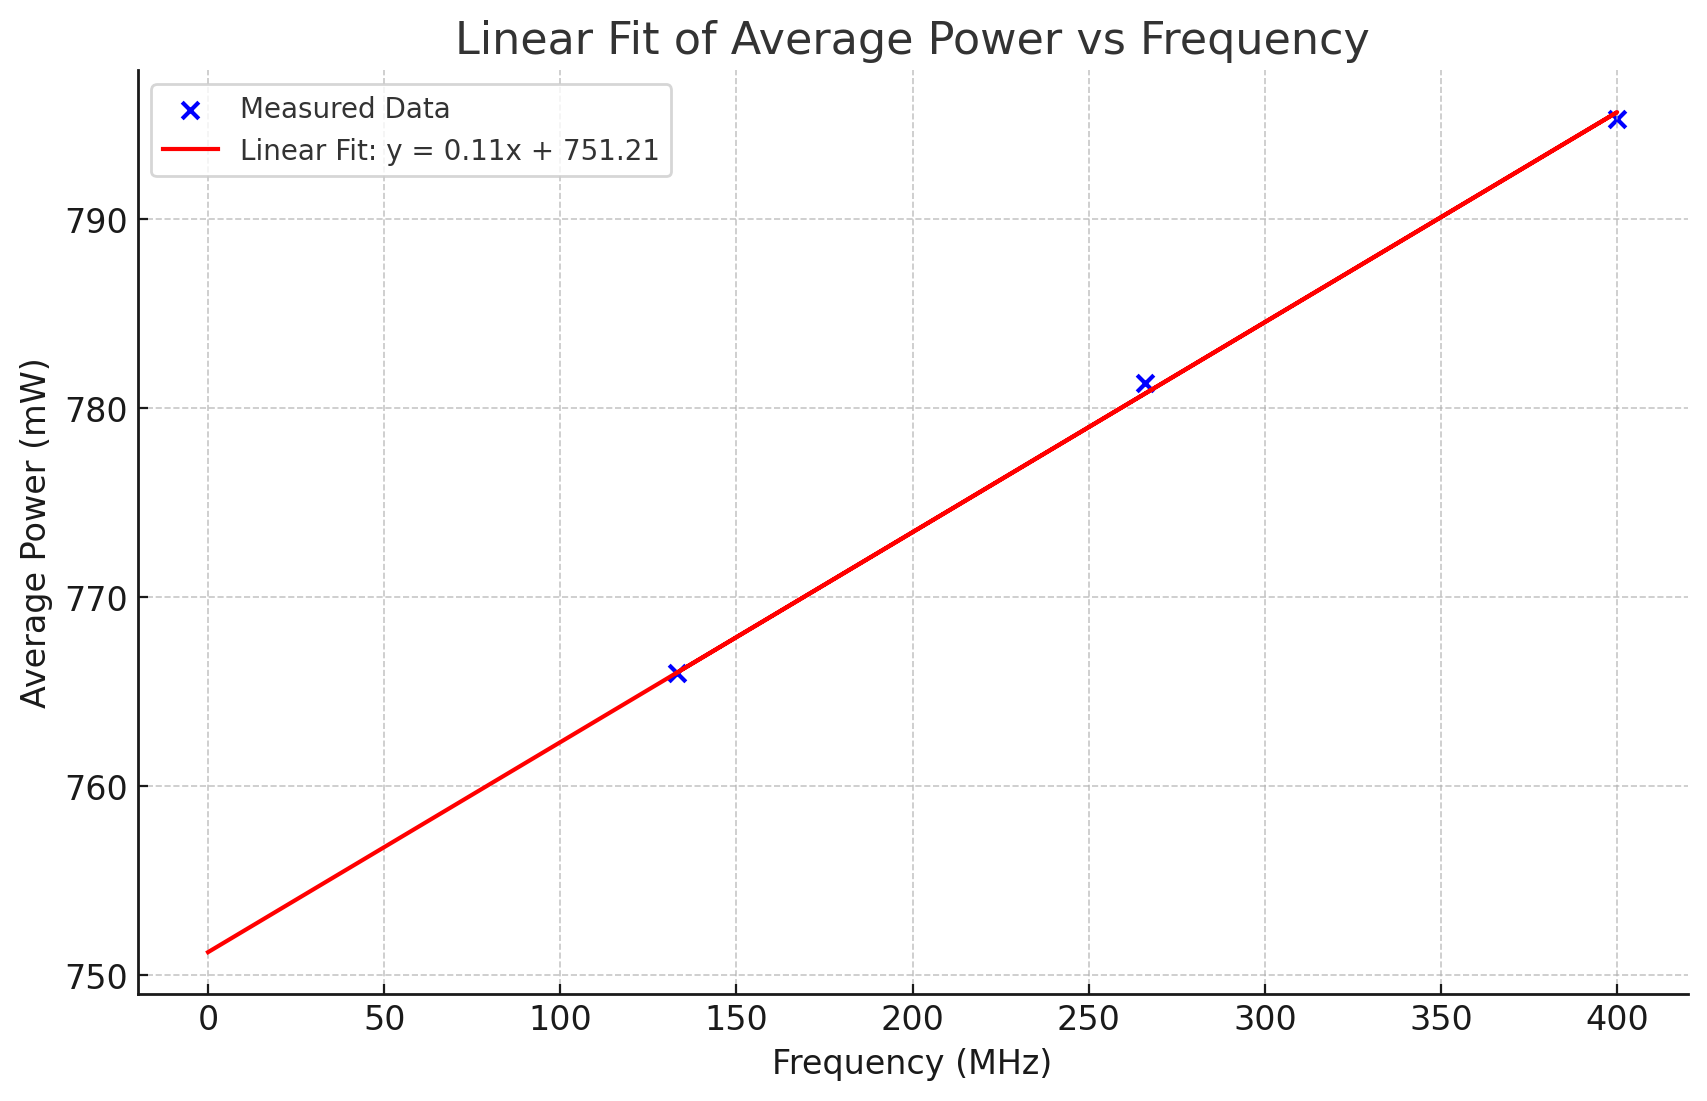 Linear Fit of Average Power vs Frequency
Measured Data
Linear Fit: y = 0.11x + 751.21
Average Power (mW)
790
780
770
760
750
0 50 100 150 200 250 300 350 400
Frequency (MHz)